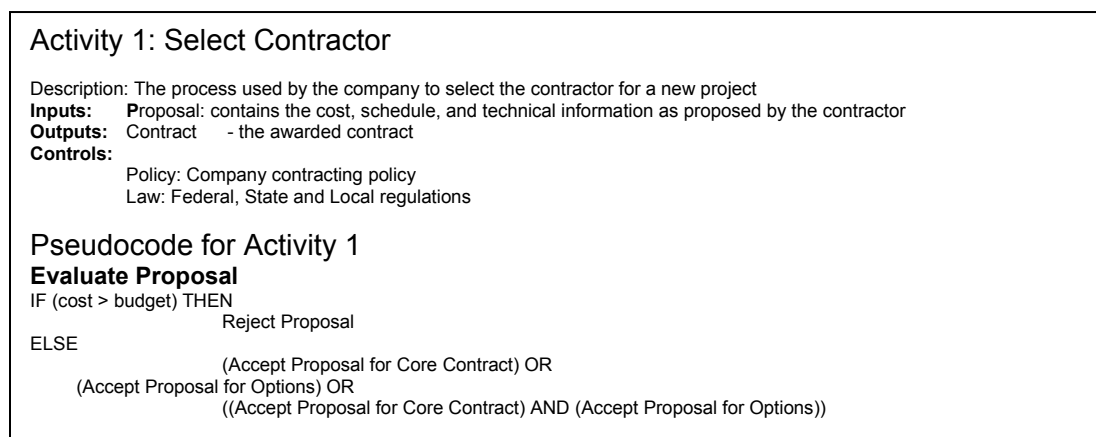 Activity 1: Select Contractor
Description: The process used by the company to select the contractor for a new project
Inputs: Proposal: contains the cost, schedule, and technical information as proposed by the contractor
Outputs: Contract - the awarded contract
Controls:
Policy: Company contracting policy
Law: Federal, State and Local regulations
Pseudocode for Activity 1
Evaluate Proposal
IF (cost > budget) THEN
Reject Proposal
ELSE
(Accept Proposal for Core Contract) OR
(Accept Proposal for Options) OR
((Accept Proposal for Core Contract) AND (Accept Proposal for Options))